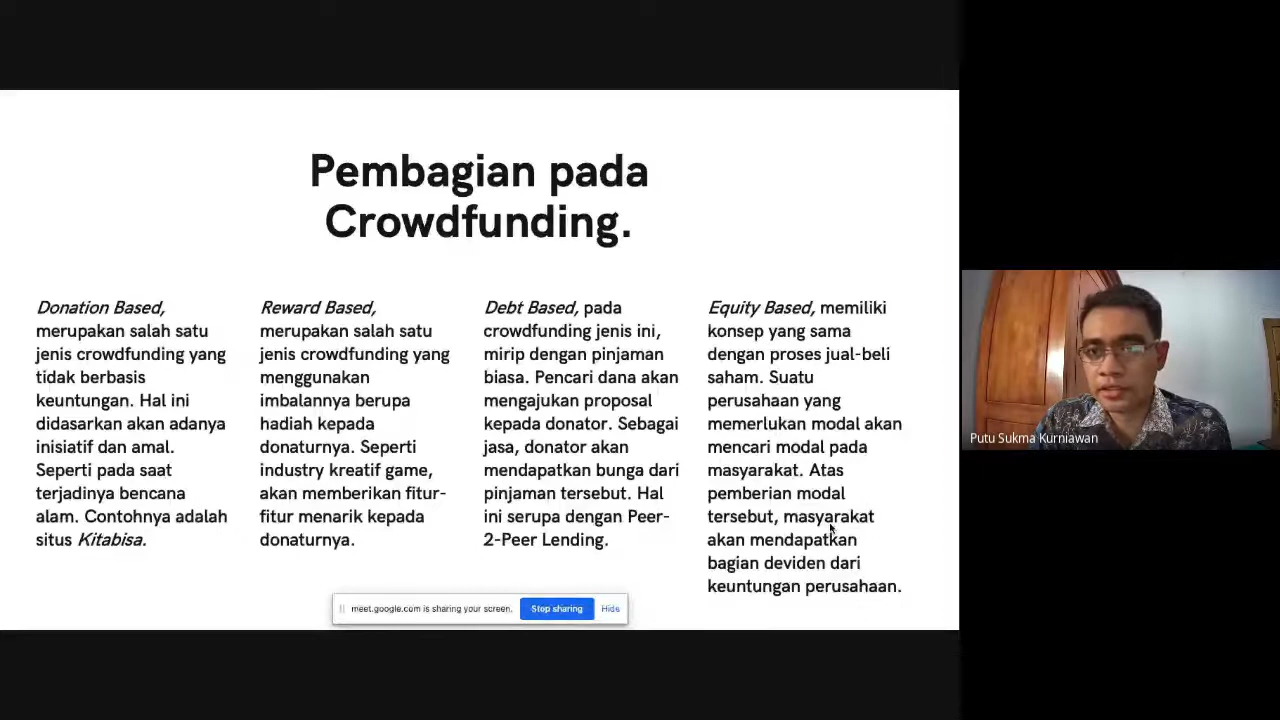 Pembagian pada
Crowdfunding.
Donation Based,
merupakan salah satu
jenis crowdfunding yang
tidak berbasis
keuntungan. Hal ini
didasarkan akan adanya
inisiatif dan amal.
Seperti pada saat
terjadinya bencana
alam. Contohnya adalah
situs Kitabisa.
Reward Based,
merupakan salah satu
jenis crowdfunding yang
menggunakan
imbalannya berupa
hadiah kepada
donaturnya. Seperti
industry kreatif game,
akan memberikan fitur-
fitur menarik kepada
donaturnya.
Debt Based, pada
crowdfunding jenis ini,
mirip dengan pinjaman
biasa. Pencari dana akan
mengajukan proposal
kepada donator. Sebagai
jasa, donator akan
mendapatkan bunga dari
pinjaman tersebut. Hal
ini serupa dengan Peer-
2-Peer Lending.
Equity Based, memiliki
konsep yang sama
dengan proses jual-beli
saham. Suatu
perusahaan yang
memerlukan modal akan
mencari modal pada
masyarakat. Atas
pemberian modal
tersebut, masyarakat
akan mendapatkan
bagian deviden dari
keuntungan perusahaan.
meet.google.com is sharing your screen.
Stop sharing
Hide
Putu Sukma Kurniawan